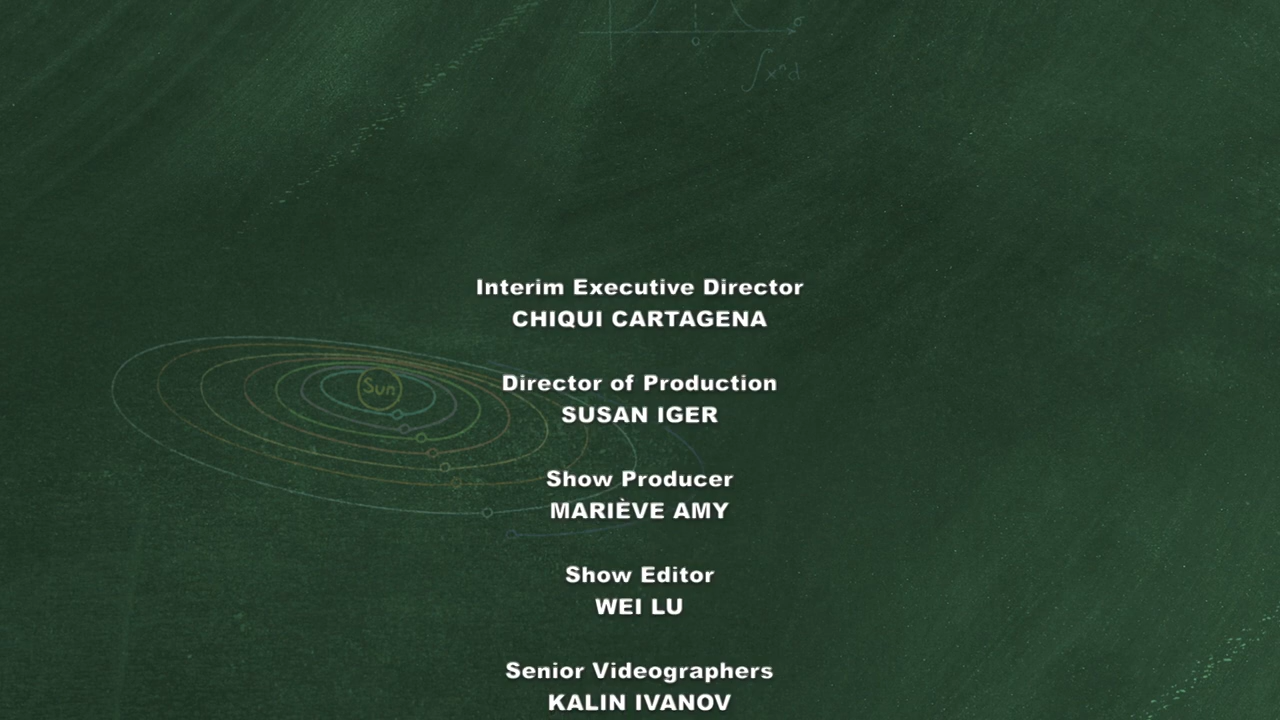 ∫xⁿd
Interim Executive Director
CHIQUI CARTAGENA
Sun
Director of Production
SUSAN IGER
Show Producer
MARIÈVE AMY
Show Editor
WEI LU
Senior Videographers
KALIN IVANOV